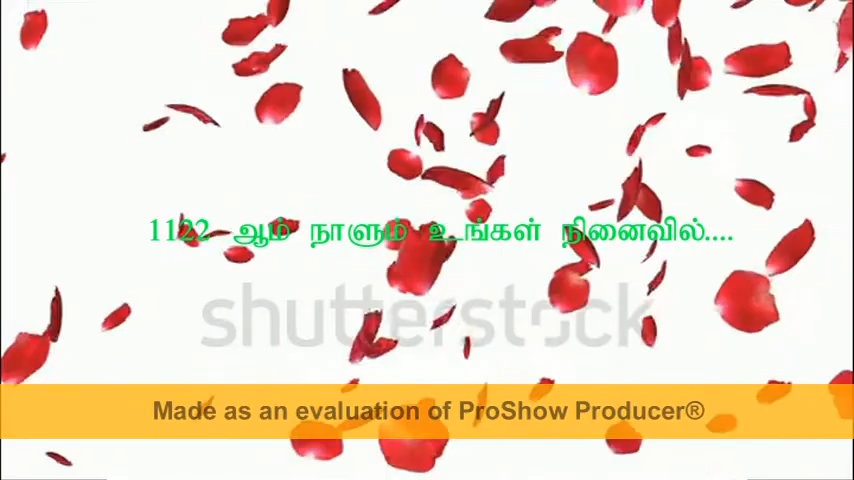 1122 ஆம் நாளும் உங்கள் நினைவில்....
shutterstock
Made as an evaluation of ProShow Producer®